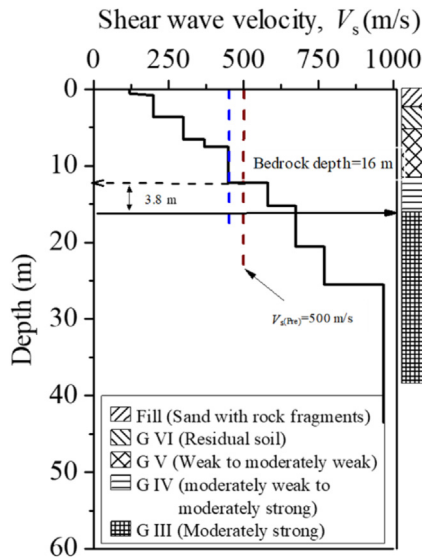 Shear wave velocity, Vs (m/s)
0 250 500 750 1000
0
10
20
30
40
50
60
Depth (m)
Bedrock depth=16 m
3.8 m
Vs(Pre)=500 m/s
Fill (Sand with rock fragments)
G VI (Residual soil)
G V (Weak to moderately weak)
G IV (moderately weak to
moderately strong)
G III (Moderately strong)